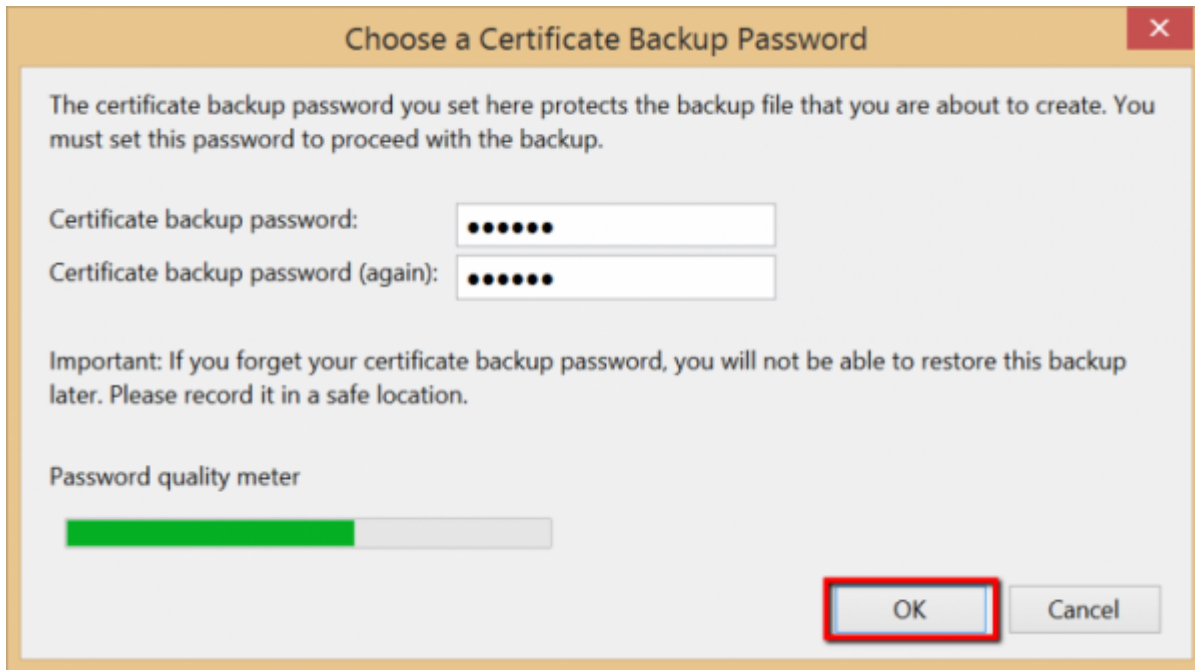 Choose a Certificate Backup Password
The certificate backup password you set here protects the backup file that you are about to create. You
must set this password to proceed with the backup.
Certificate backup password:
••••••
Certificate backup password (again):
••••••
Important: If you forget your certificate backup password, you will not be able to restore this backup
later. Please record it in a safe location.
Password quality meter
OK
Cancel